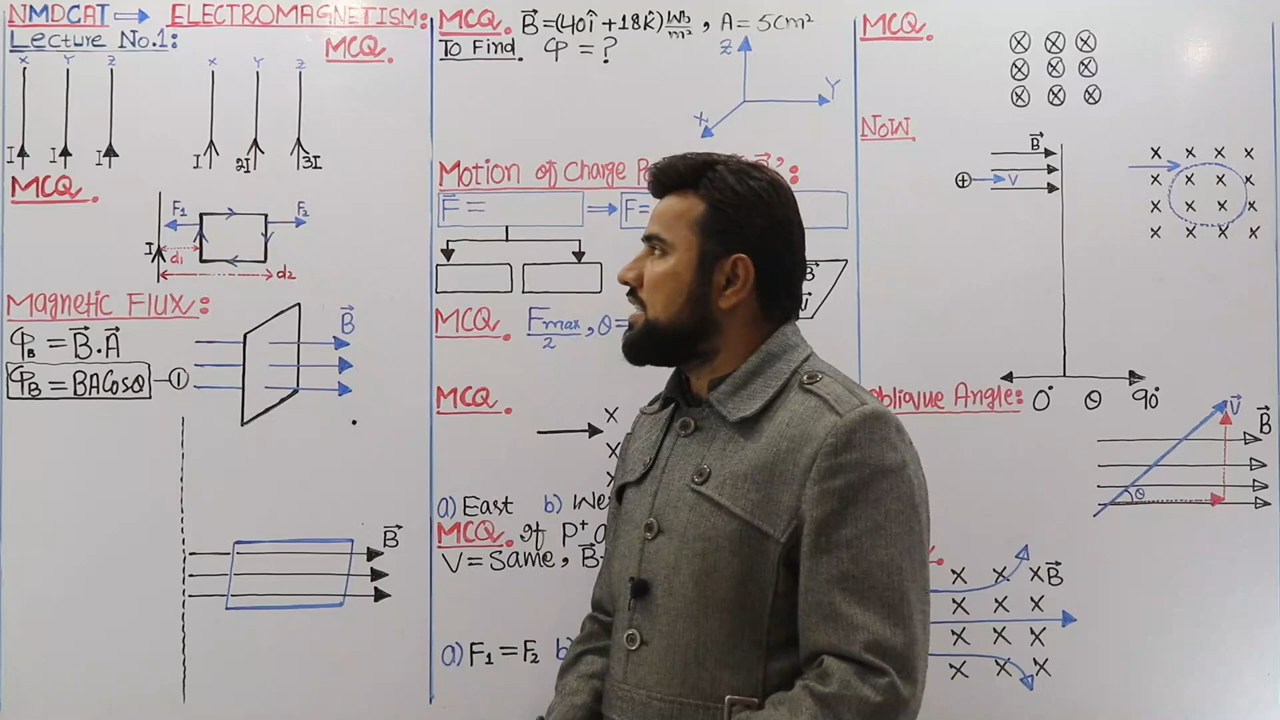 NMDCAT ⇒ ELECTROMAGNETISM:
Lecture No.1:
MCQ.
X Y Z
I I I
X Y Z
I 2I 3I
MCQ.
F₁ F₂
I d₁
d₂
Magnetic Flux:
φB = B⃗.A⃗
φB = BACosθ —①
B⃗
B⃗
MCQ. B⃗=(40î+18k̂) Wb/m², A=5cm²
To Find. φ = ?
Z
Y
X
Motion of Charge
F⃗ = ⇒ F=
B⃗
MCQ. Fmax/2, θ=
MCQ.
→ X
X
X
a) East b)
MCQ. If P⁺
V = Same, B⃗
a) F₁ = F₂ b)
MCQ.
⊗ ⊗ ⊗
⊗ ⊗ ⊗
⊗ ⊗ ⊗
NOW.
B⃗
⊕→V
X X X X
X X X X
X X X X
X X X X
0° θ 90°
Obliavue Angle:
V⃗
B⃗
θ
X X X B⃗
X X X
X X X
X X X